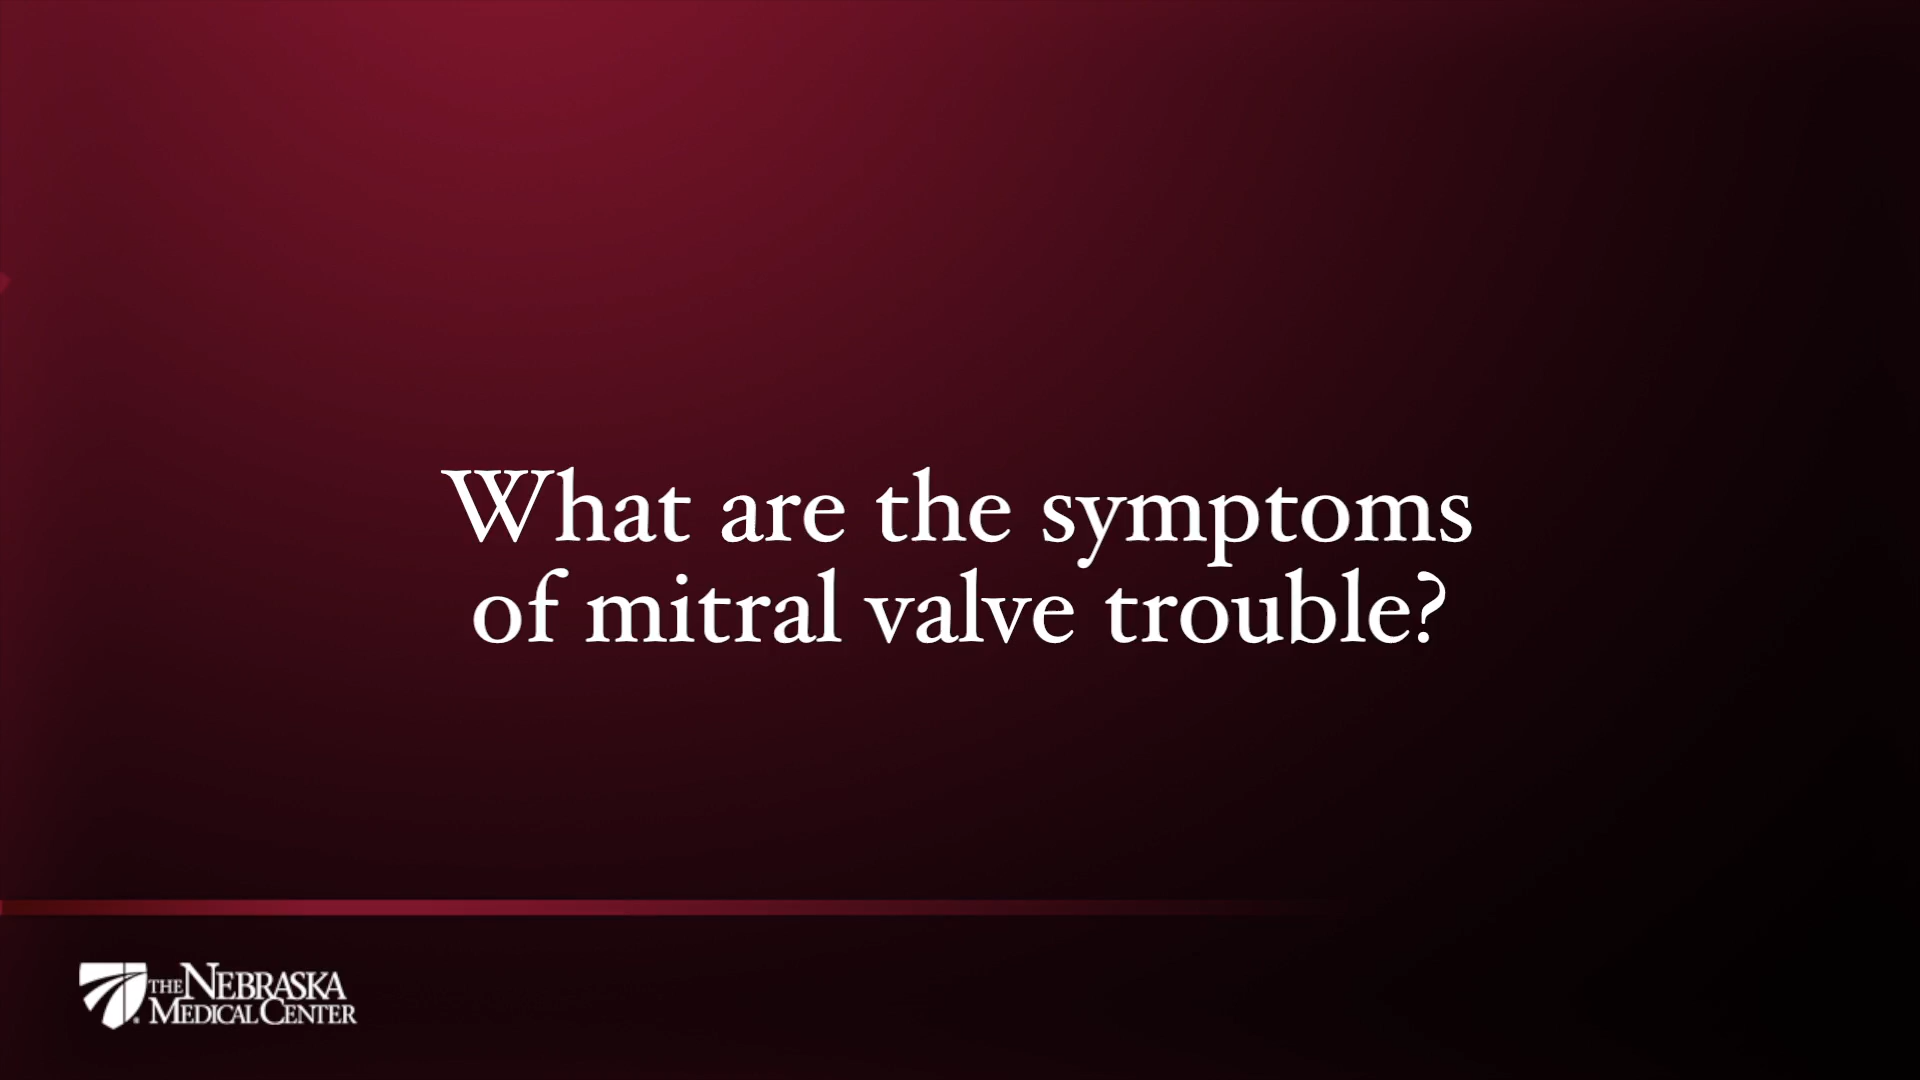 What are the symptoms
of mitral valve trouble?
THE NEBRASKA
MEDICAL CENTER